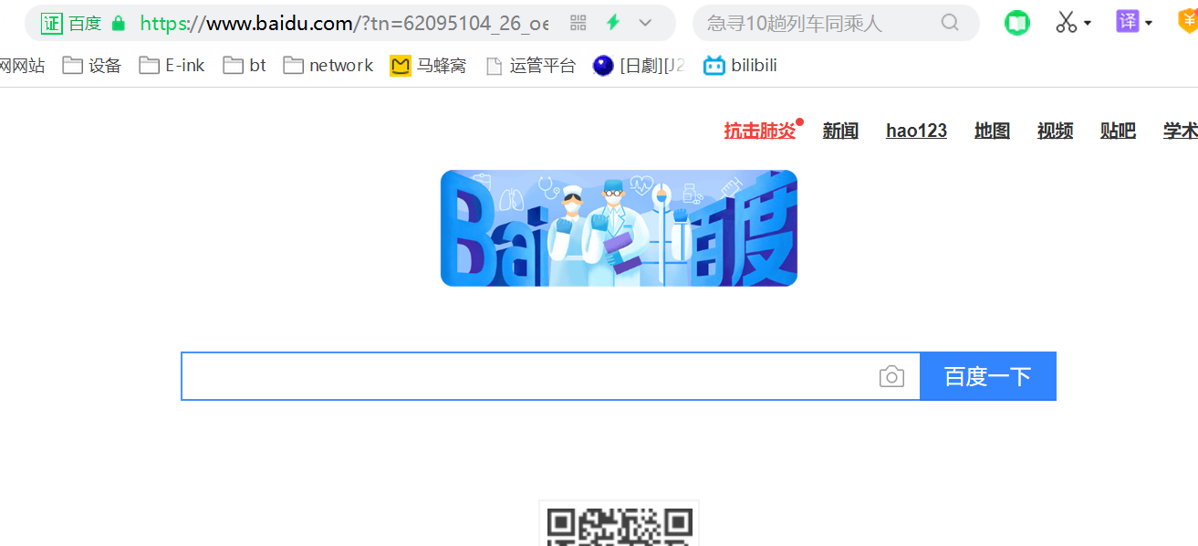 证 百度 https://www.baidu.com/?tn=62095104_26_oe 急寻10趟列车同乘人 译
网网站 设备 E-ink bt network 马蜂窝 运管平台 [日劇][J2 bilibili
抗击肺炎 新闻 hao123 地图 视频 贴吧 学术
Bai 百度
百度一下